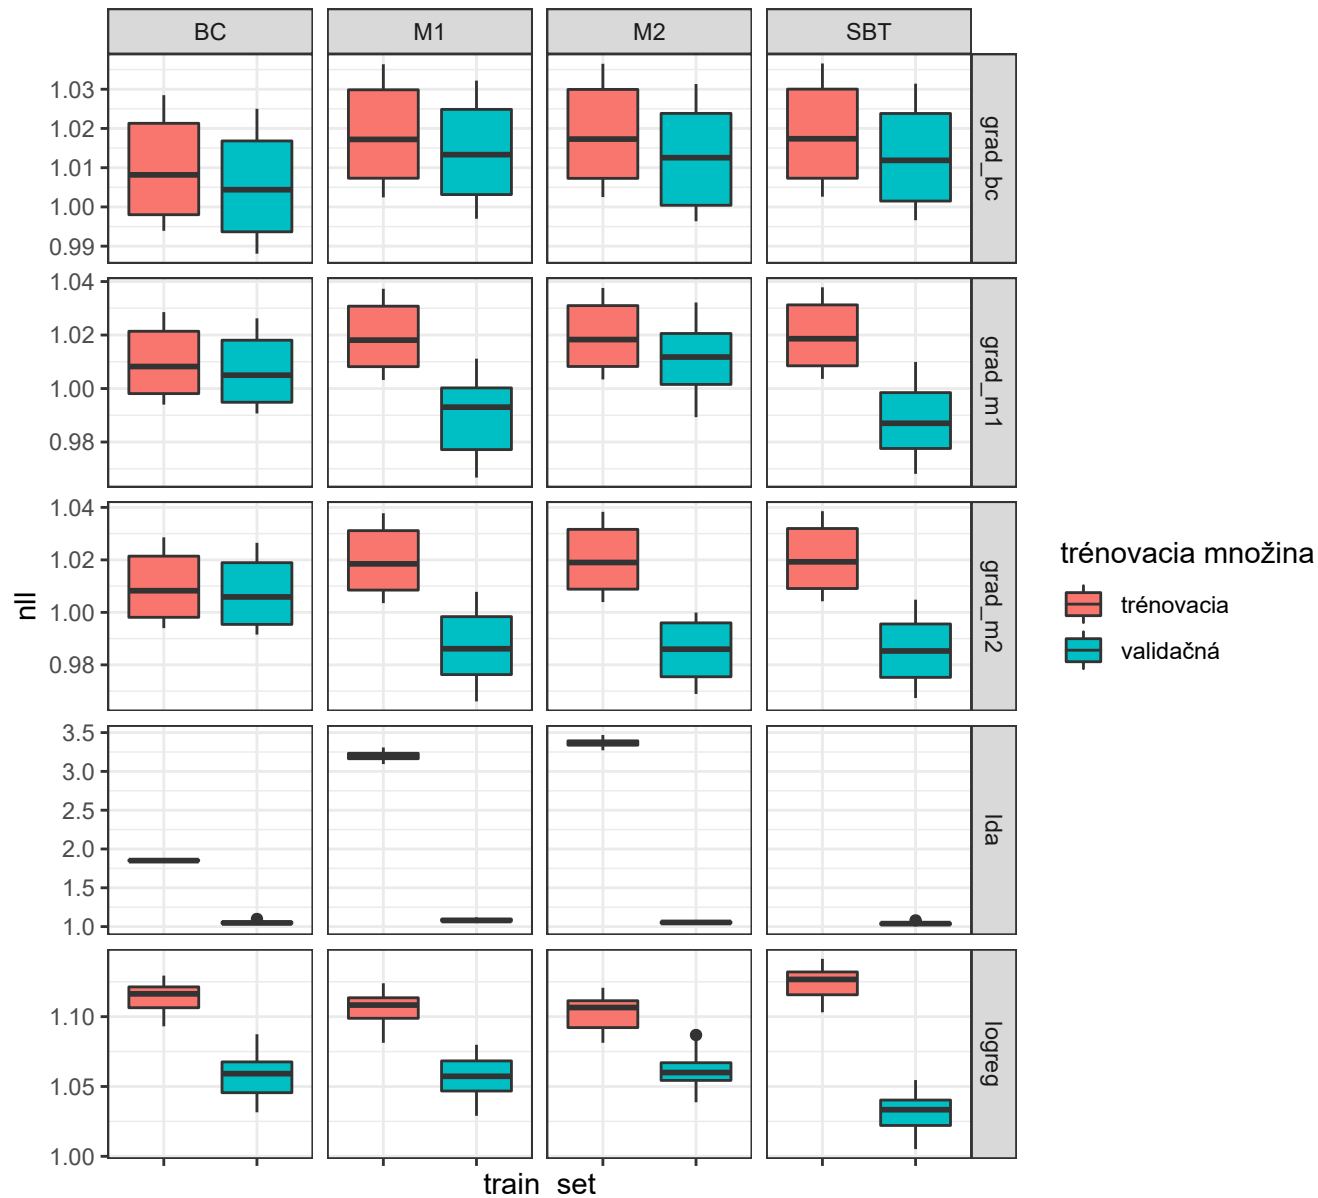 BC
M1
M2
SBT
1.03
1.02
1.01
1.00
0.99
grad_bc
1.04
1.02
1.00
0.98
grad_m1
1.04
1.02
1.00
0.98
grad_m2
3.5
3.0
2.5
2.0
1.5
1.0
lda
1.10
1.05
1.00
logreg
nll
train_set
trénovacia množina
trénovacia
validačná